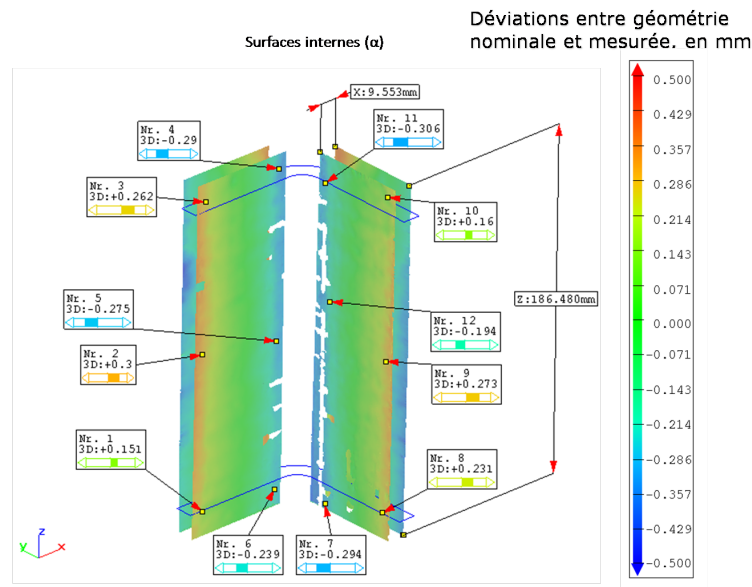 Déviations entre géométrie
nominale et mesurée. en mm
Surfaces internes (α)
X:9.553mm
Nr. 4
3D:-0.29
Nr. 11
3D:-0.306
Nr. 3
3D:+0.262
Nr. 10
3D:+0.16
Nr. 5
3D:-0.275
Z:186.480mm
Nr. 12
3D:-0.194
Nr. 2
3D:+0.3
Nr. 9
3D:+0.273
Nr. 1
3D:+0.151
Nr. 8
3D:+0.231
Nr. 6
3D:-0.239
Nr. 7
3D:-0.294
z
y
x
0.500
0.429
0.357
0.286
0.214
0.143
0.071
0.000
-0.071
-0.143
-0.214
-0.286
-0.357
-0.429
-0.500